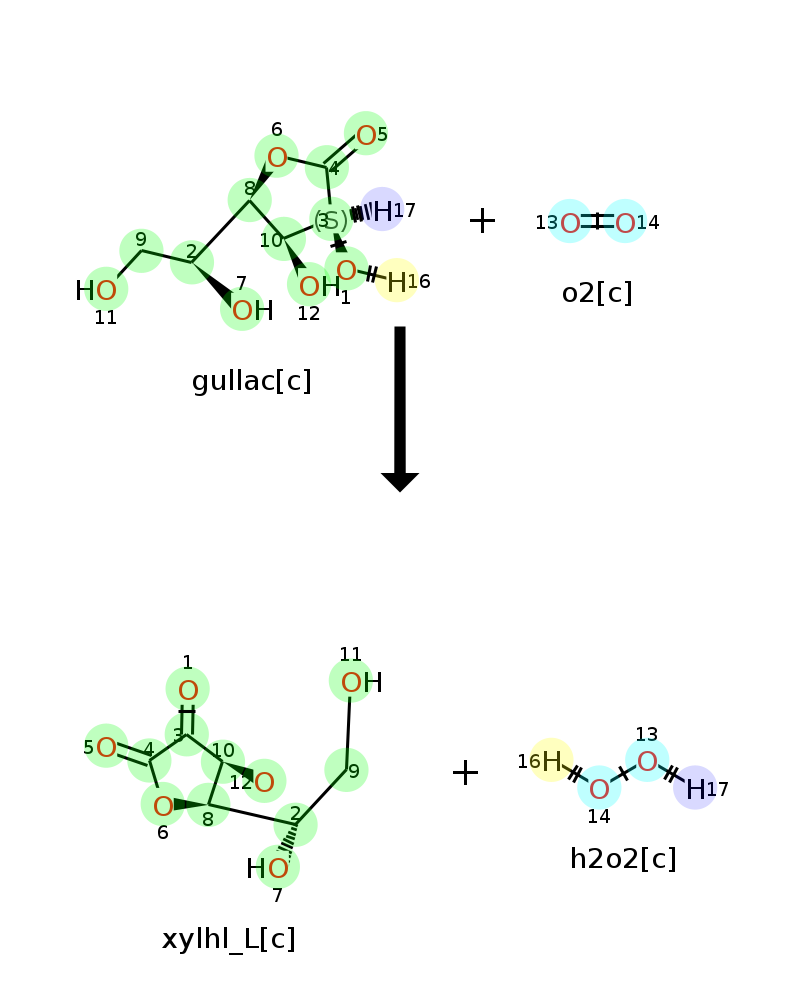 6
O
O5
4
8
(S)
3
H17
+
13O
O14
9
10
2
O
H16
1
7
OH
12
HO
11
OH
o2[c]
gullac[c]
1
O
11
OH
5O
4
3
10
12O
9
O
6
8
2
HO
7
+
16H
13
O
O
14
H17
h2o2[c]
xylhl_L[c]